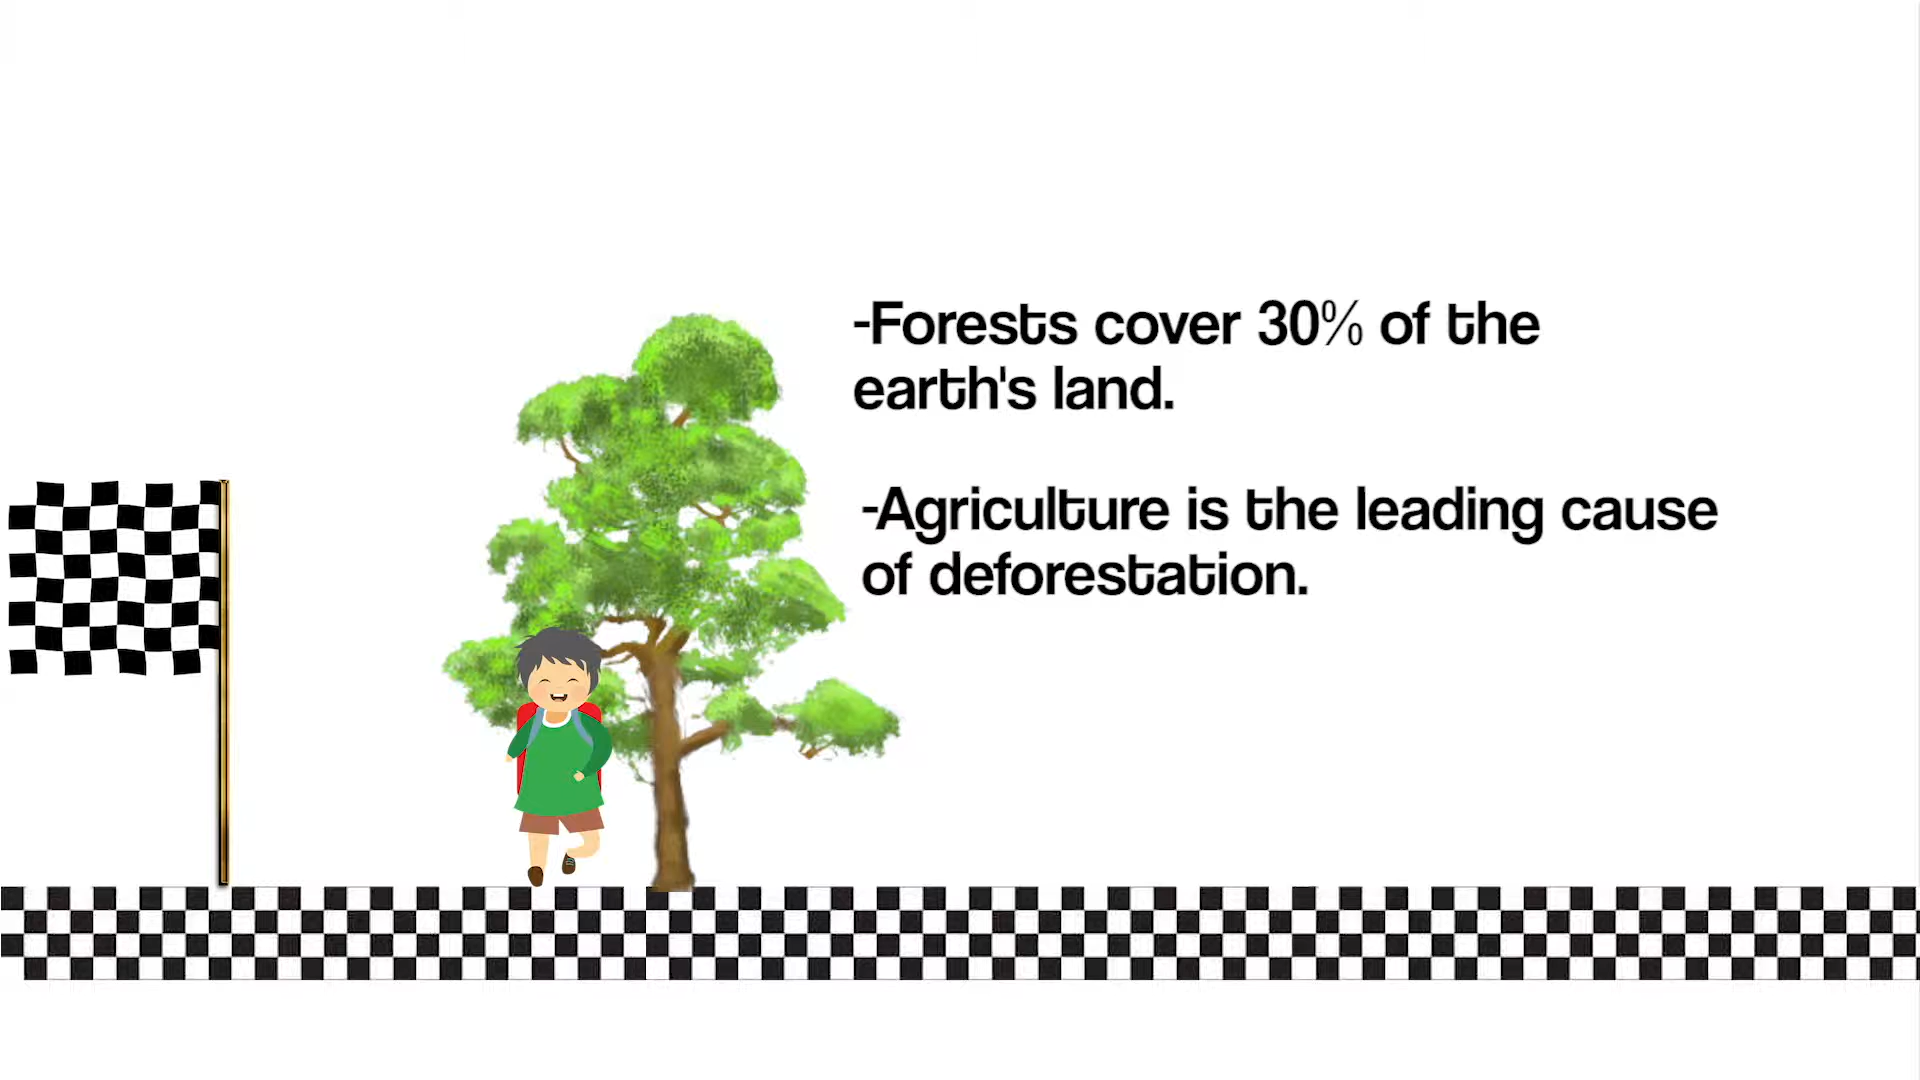 -Forests cover 30% of the
earth's land.
-Agriculture is the leading cause
of deforestation.